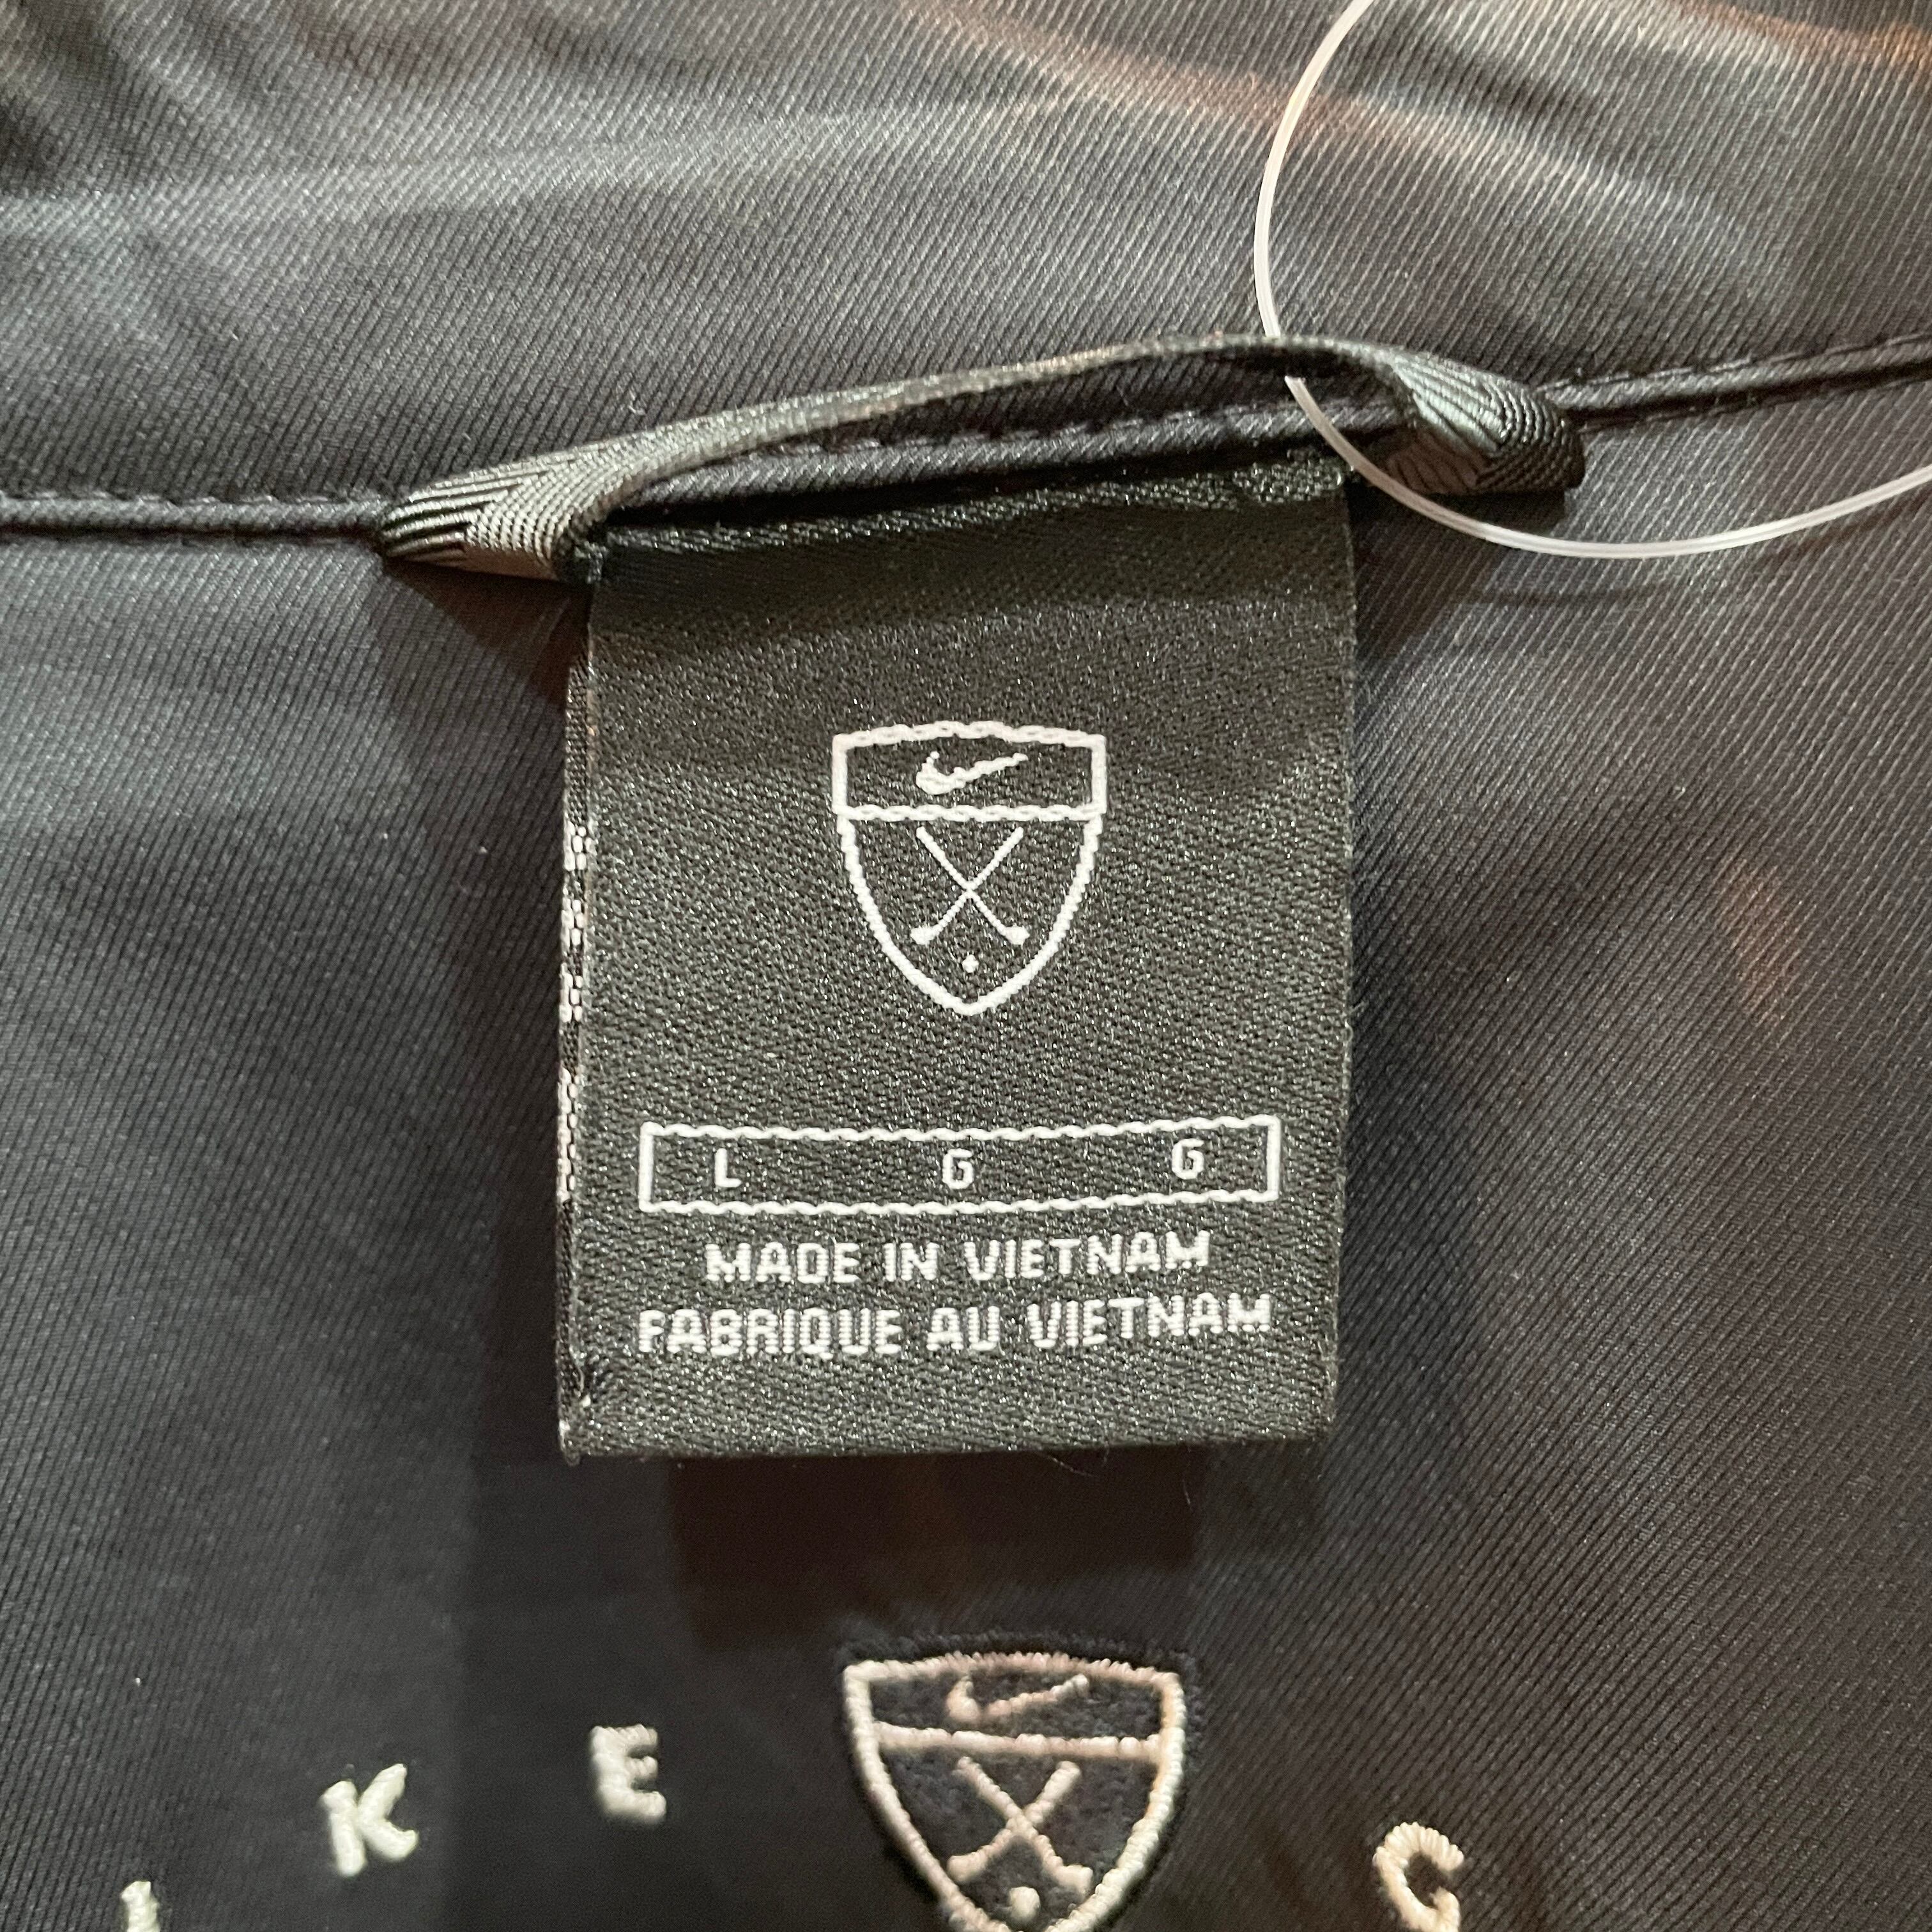 L G G
MADE IN VIETNAM
FABRIQUE AU VIETNAM
I K E G